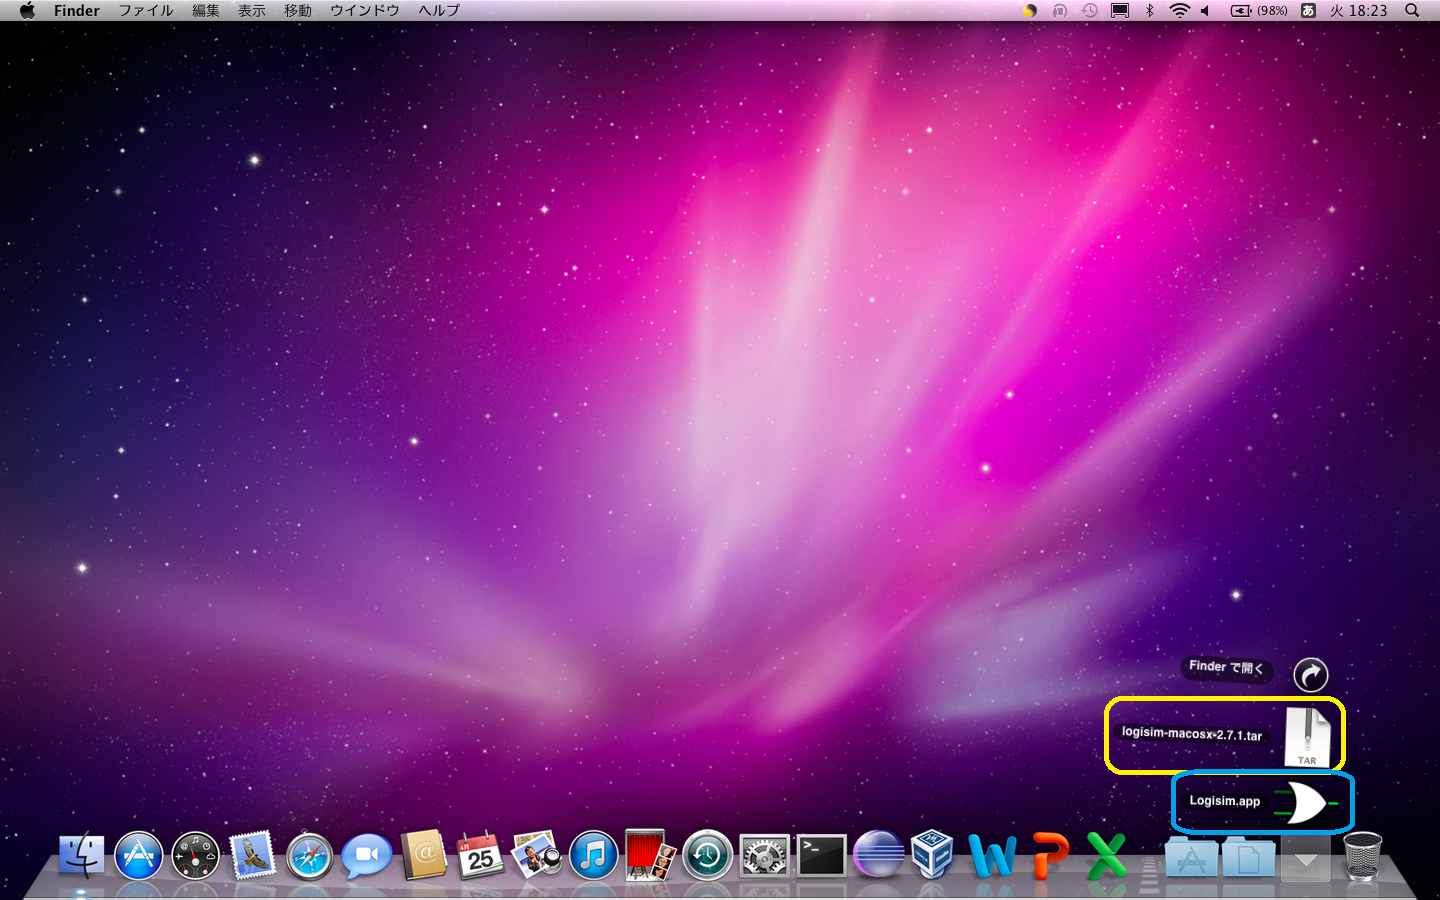 Finder ファイル 編集 表示 移動 ウインドウ ヘルプ (98%) あ 火 18:23
Finder で開く
logisim-macosx-2.7.1.tar
TAR
Logisim.app
4月
25
@
>_
W P X